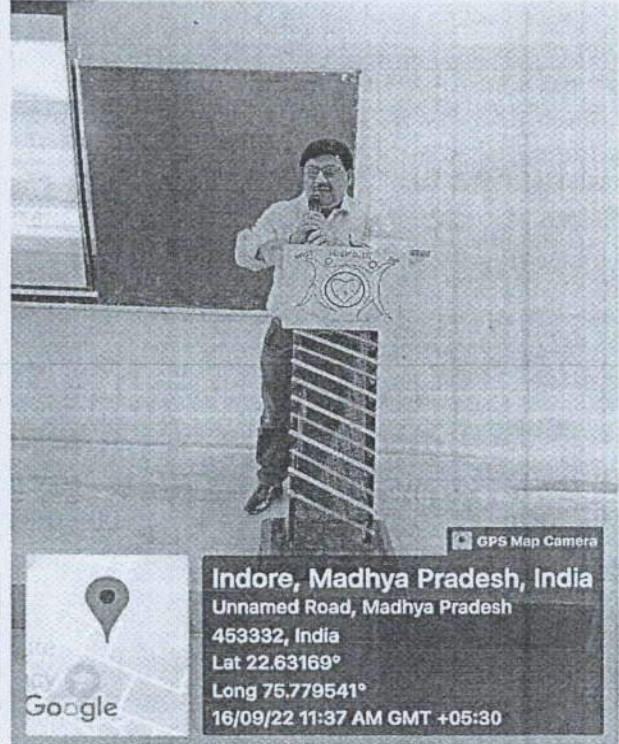 GPS Map Camera
Indore, Madhya Pradesh, India
Unnamed Road, Madhya Pradesh
453332, India
Lat 22.63169°
Long 75.779541°
16/09/22 11:37 AM GMT +05:30
Google